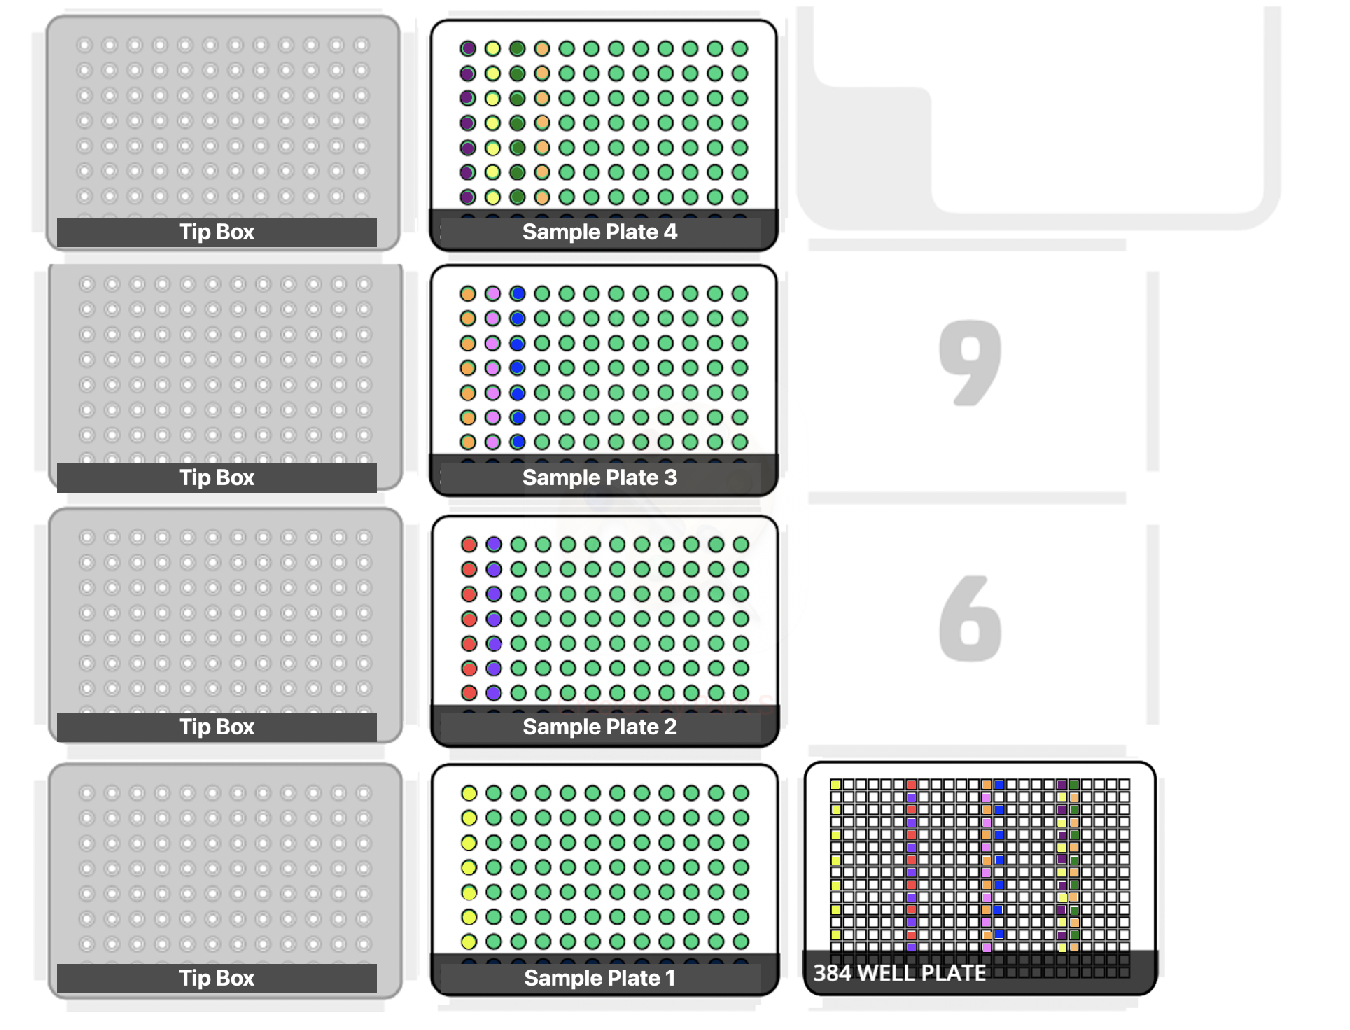 Tip Box
Sample Plate 4
Tip Box
Sample Plate 3
9
Tip Box
Sample Plate 2
6
Tip Box
Sample Plate 1
384 WELL PLATE